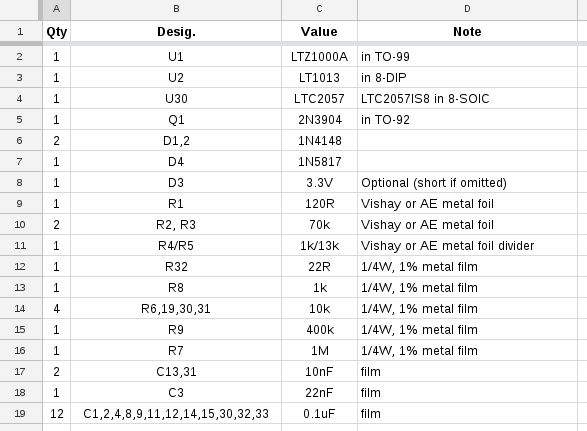 A B C D
1 Qty Desig. Value Note
2 1 U1 LTZ1000A in TO-99
3 1 U2 LT1013 in 8-DIP
4 1 U30 LTC2057 LTC2057IS8 in 8-SOIC
5 1 Q1 2N3904 in TO-92
6 2 D1,2 1N4148
7 1 D4 1N5817
8 1 D3 3.3V Optional (short if omitted)
9 1 R1 120R Vishay or AE metal foil
10 2 R2, R3 70k Vishay or AE metal foil
11 1 R4/R5 1k/13k Vishay or AE metal foil divider
12 1 R32 22R 1/4W, 1% metal film
13 1 R8 1k 1/4W, 1% metal film
14 4 R6,19,30,31 10k 1/4W, 1% metal film
15 1 R9 400k 1/4W, 1% metal film
16 1 R7 1M 1/4W, 1% metal film
17 2 C13,31 10nF film
18 1 C3 22nF film
19 12 C1,2,4,8,9,11,12,14,15,30,32,33 0.1uF film